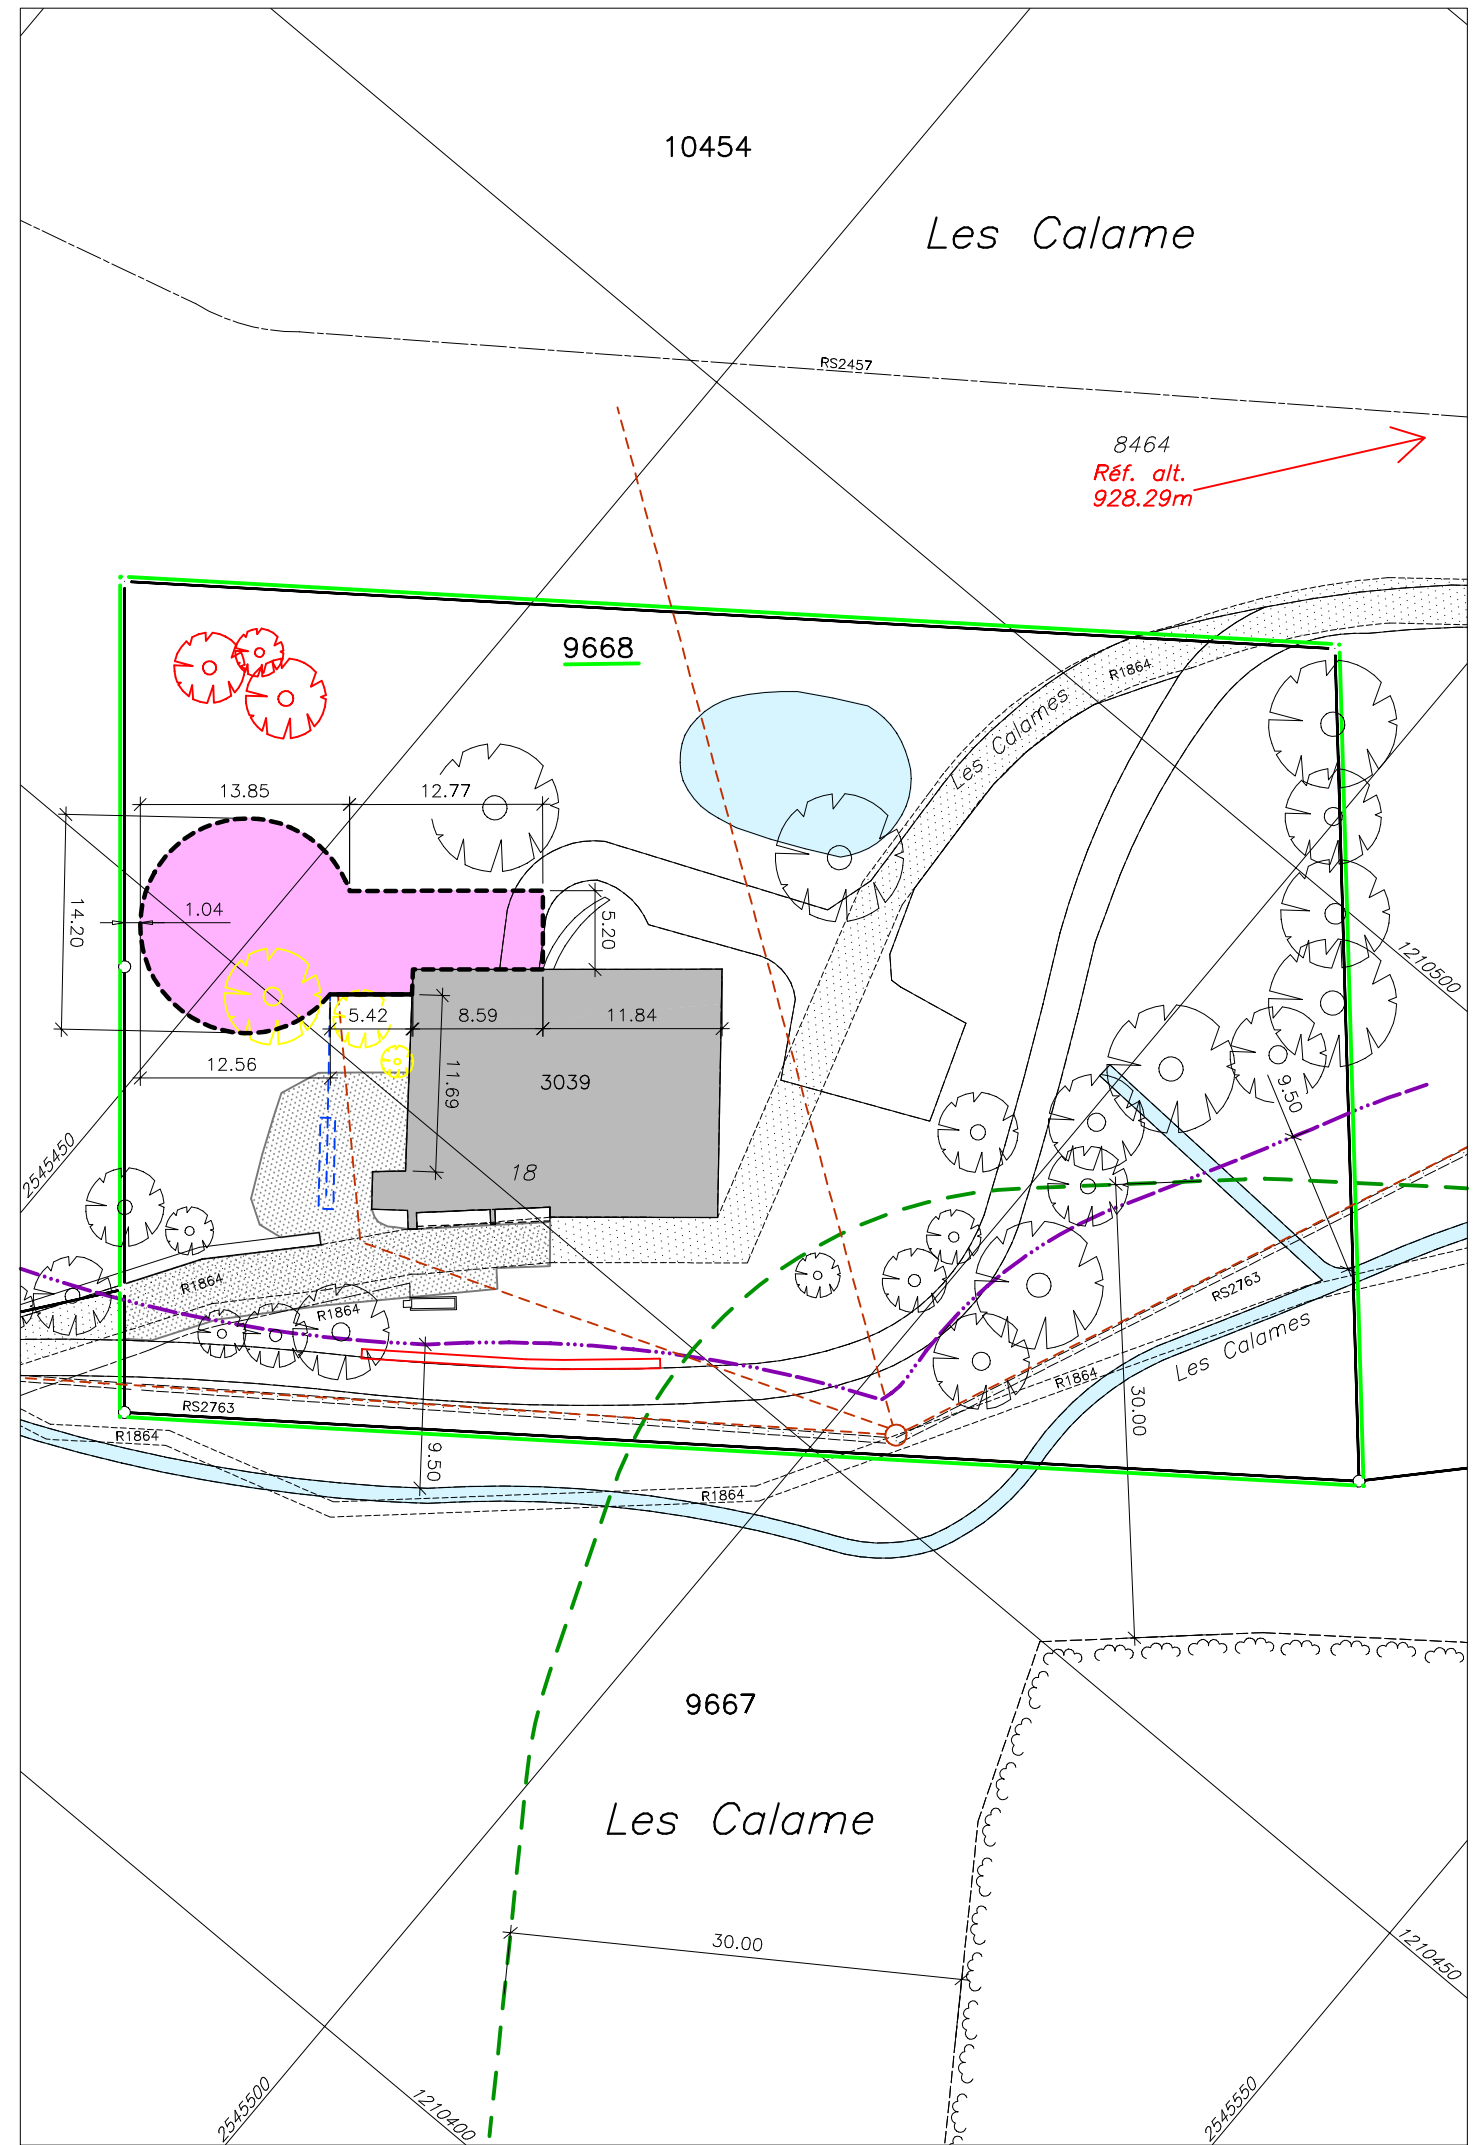 10454
Les Calame
RS2457
8464
Réf. alt.
928.29m
9668
R1864
Les Calames
13.85
12.77
14.20
1.04
5.20
1210500
5.42
8.59
11.84
12.56
11.69
3039
9.50
18
2545450
R1864
R1864
RS2763
Les Calames
R1864
RS2763
R1864
9.50
30.00
R1864
9667
Les Calame
30.00
1210450
2545500
1210400
2545550